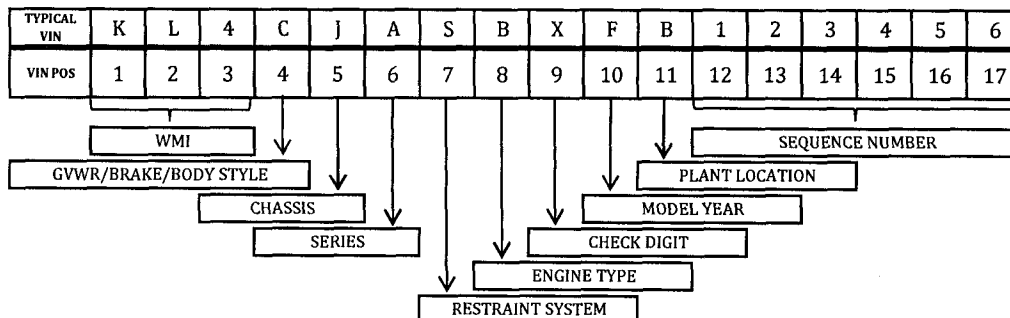 TYPICAL VIN K L 4 C J A S B X F B 1 2 3 4 5 6
VIN POS 1 2 3 4 5 6 7 8 9 10 11 12 13 14 15 16 17
WMI
SEQUENCE NUMBER
GVWR/BRAKE/BODY STYLE
PLANT LOCATION
CHASSIS
MODEL YEAR
SERIES
CHECK DIGIT
ENGINE TYPE
RESTRAINT SYSTEM